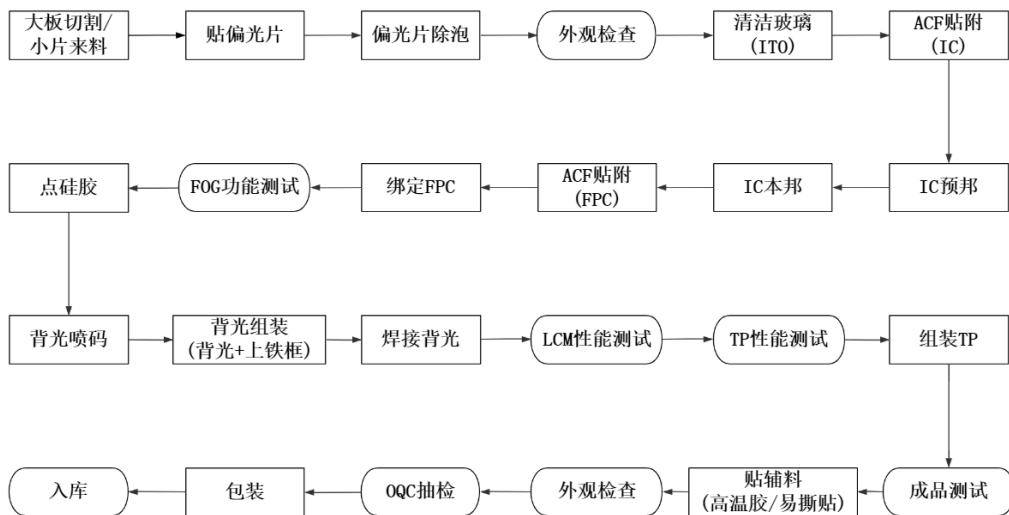 大板切割/
小片来料
贴偏光片
偏光片除泡
外观检查
清洁玻璃
(ITO)
ACF贴附
(IC)
IC预邦
IC本邦
ACF贴附
(FPC)
绑定FPC
FOG功能测试
点硅胶
背光喷码
背光组装
(背光+上铁框)
焊接背光
LCM性能测试
TP性能测试
组装TP
成品测试
贴辅料
(高温胶/易撕贴)
外观检查
OQC抽检
包装
入库